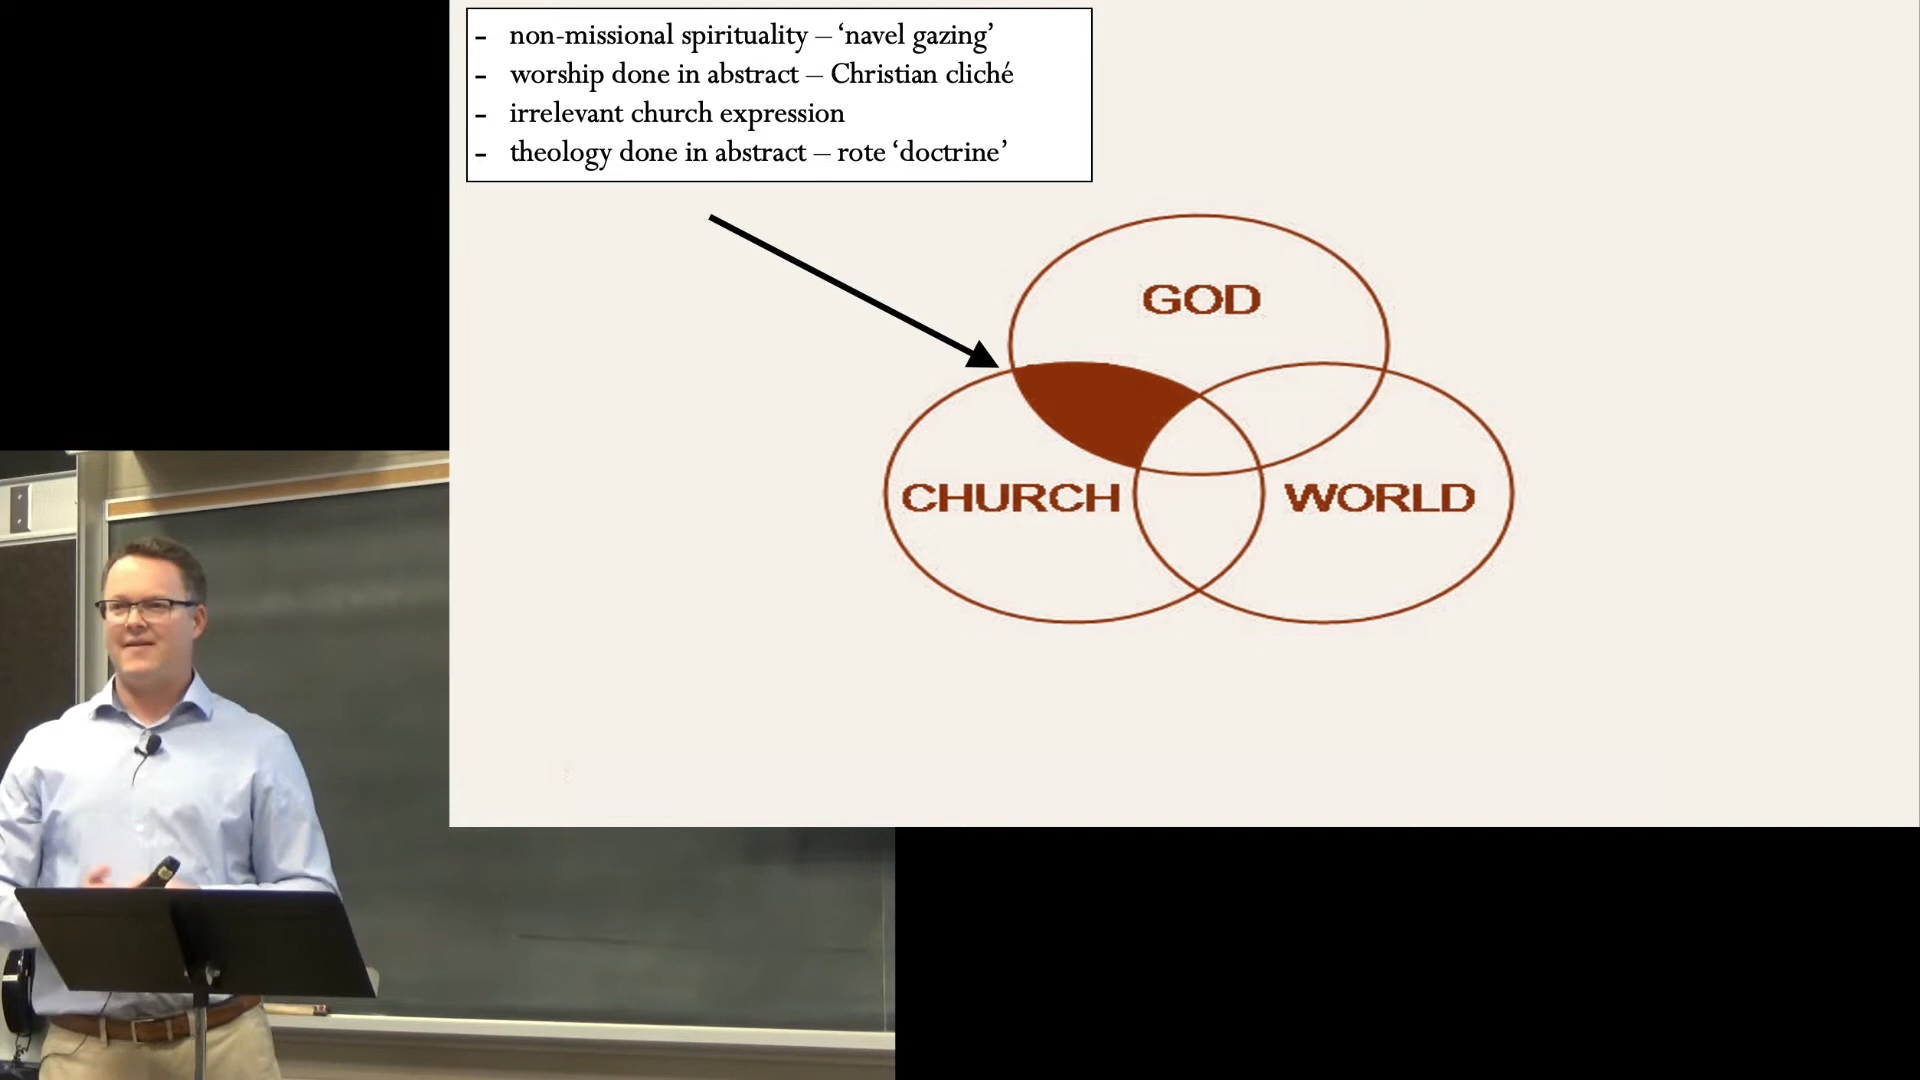 - non-missional spirituality – ‘navel gazing’
- worship done in abstract – Christian cliché
- irrelevant church expression
- theology done in abstract – rote ‘doctrine’
GOD
CHURCH WORLD